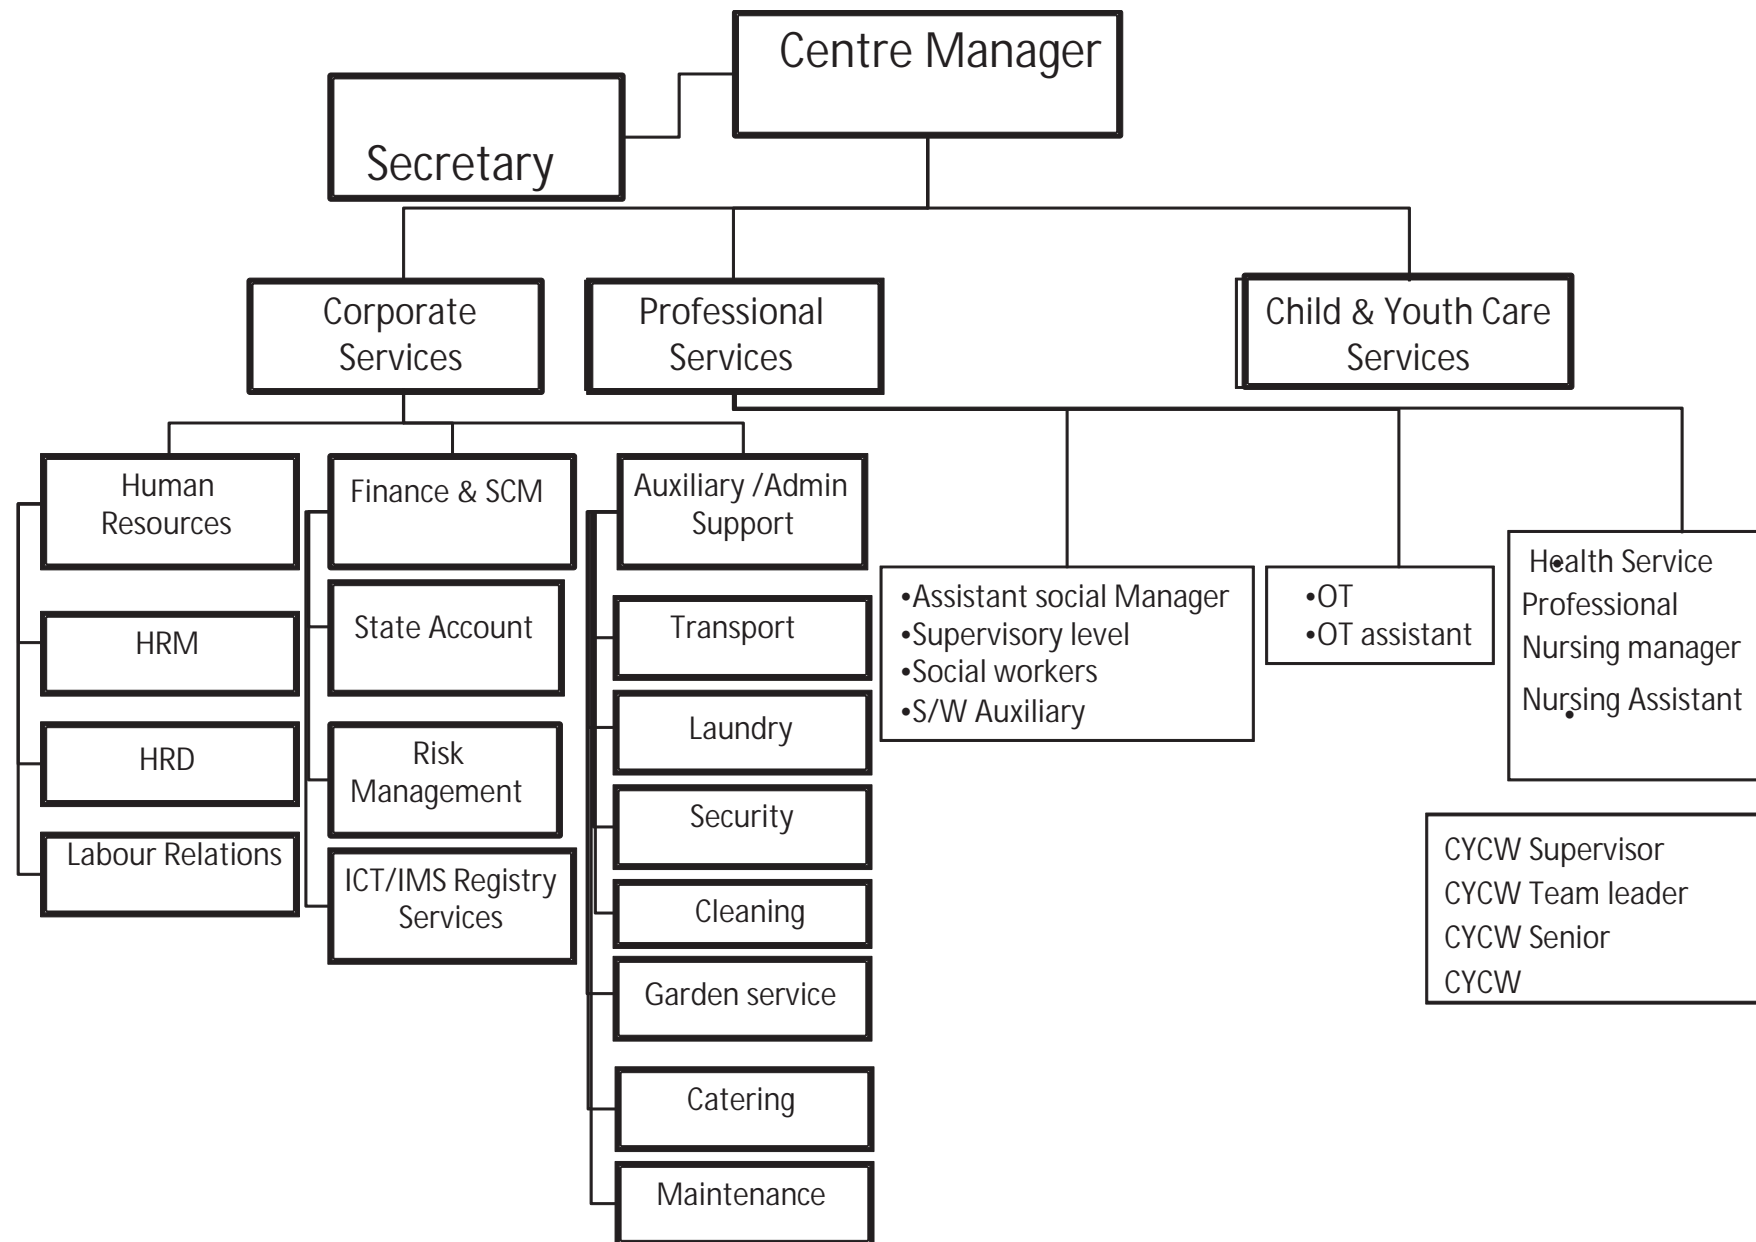 Centre Manager
Secretary
Corporate
Services
Professional
Services
Child & Youth Care
Services
Human
Resources
HRM
HRD
Labour Relations
Finance & SCM
State Account
Risk
Management
ICT/IMS Registry
Services
Auxiliary /Admin
Support
Transport
Laundry
Security
Cleaning
Garden service
Catering
Maintenance
•Assistant social Manager
•Supervisory level
•Social workers
•S/W Auxiliary
•OT
•OT assistant
Health Service
Professional
Nursing manager
Nursing Assistant
CYCW Supervisor
CYCW Team leader
CYCW Senior
CYCW